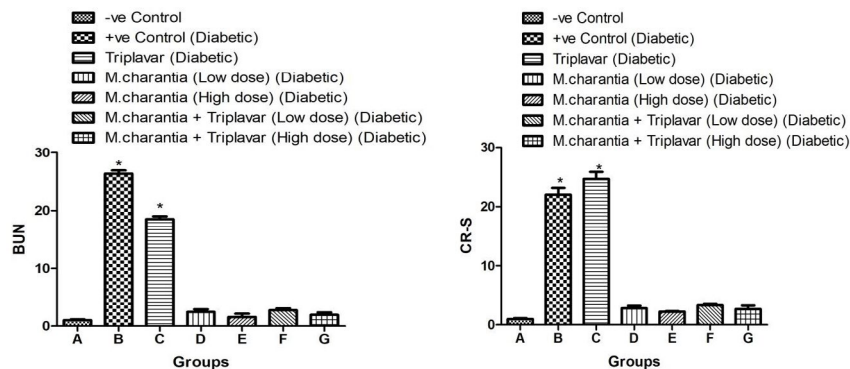 -ve Control
+ve Control (Diabetic)
Triplavar (Diabetic)
M.charantia (Low dose) (Diabetic)
M.charantia (High dose) (Diabetic)
M.charantia + Triplavar (Low dose) (Diabetic)
M.charantia + Triplavar (High dose) (Diabetic)
30
20
10
0
BUN
*
*
A B C D E F G
Groups
-ve Control
+ve Control (Diabetic)
Triplavar (Diabetic)
M.charantia (Low dose) (Diabetic)
M.charantia (High dose) (Diabetic)
M.charantia + Triplavar (Low dose) (Diabetic)
M.charantia + Triplavar (High dose) (Diabetic)
30
20
10
0
CR-S
*
*
A B C D E F G
Groups